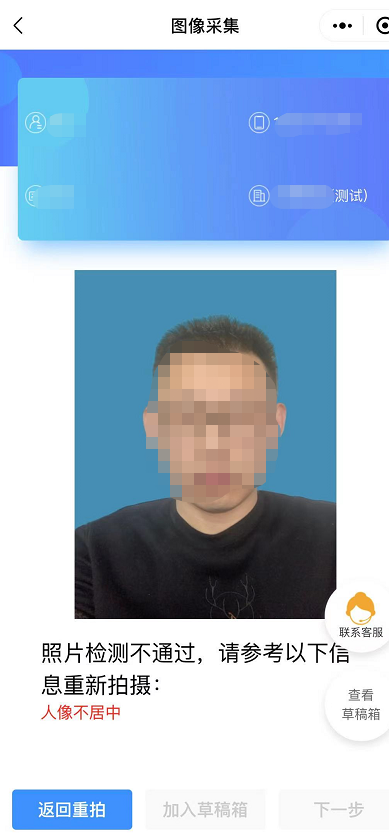 图像采集
(测试)
照片检测不通过，请参考以下信
息重新拍摄：
人像不居中
联系客服
查看
草稿箱
返回重拍
加入草稿箱
下一步